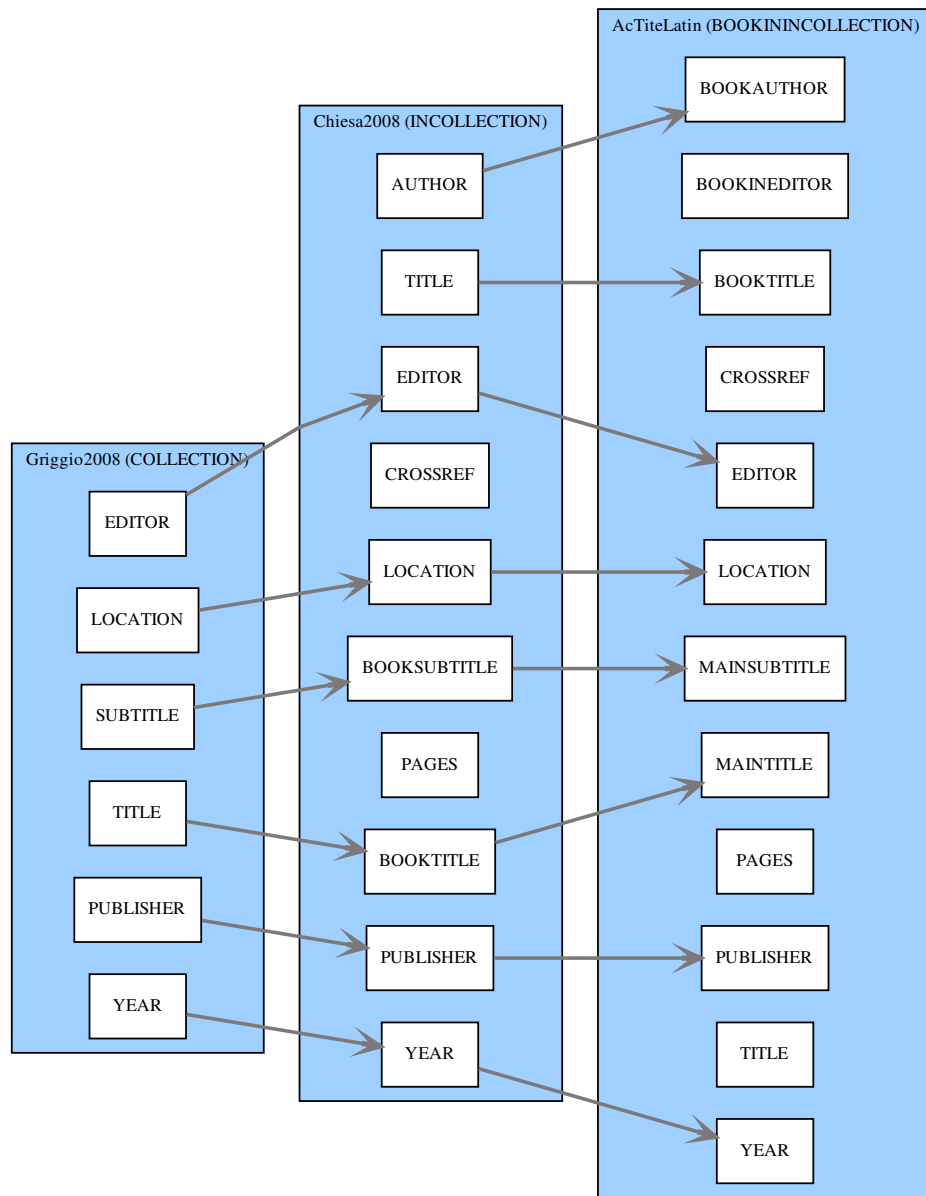 Griggio2008 (COLLECTION)
EDITOR
LOCATION
SUBTITLE
TITLE
PUBLISHER
YEAR
Chiesa2008 (INCOLLECTION)
AUTHOR
TITLE
EDITOR
CROSSREF
LOCATION
BOOKSUBTITLE
PAGES
BOOKTITLE
PUBLISHER
YEAR
AcTiteLatin (BOOKININCOLLECTION)
BOOKAUTHOR
BOOKINEDITOR
BOOKTITLE
CROSSREF
EDITOR
LOCATION
MAINSUBTITLE
MAINTITLE
PAGES
PUBLISHER
TITLE
YEAR